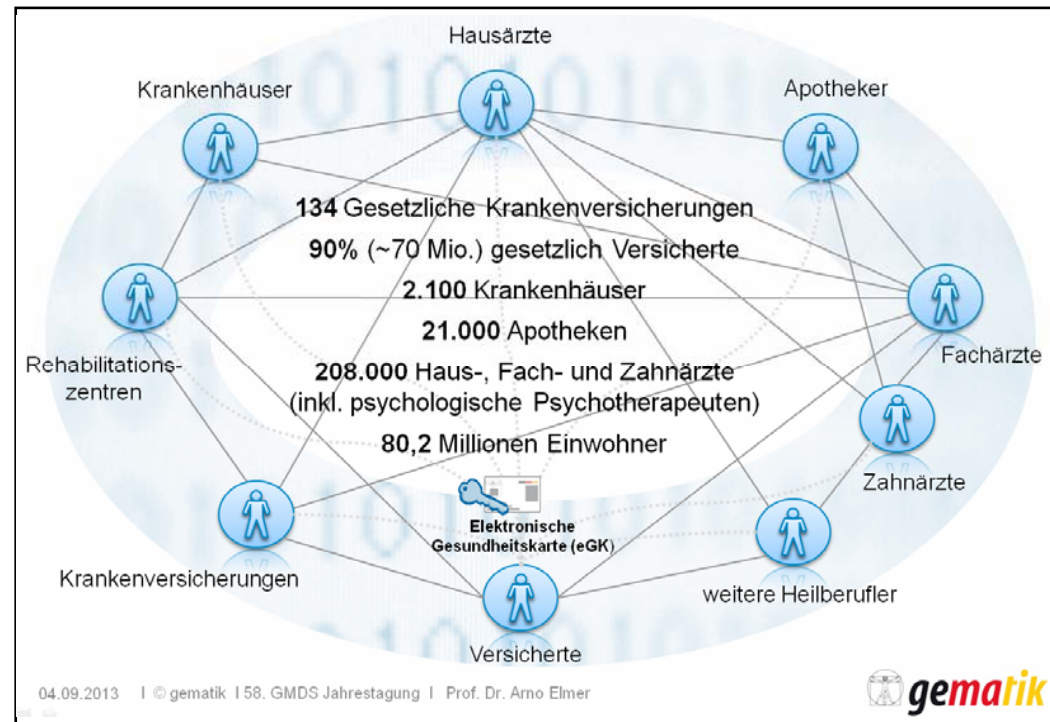 Hausärzte
Krankenhäuser
Apotheker
134 Gesetzliche Krankenversicherungen
90% (~70 Mio.) gesetzlich Versicherte
2.100 Krankenhäuser
21.000 Apotheken
208.000 Haus-, Fach- und Zahnärzte
(inkl. psychologische Psychotherapeuten)
80,2 Millionen Einwohner
Rehabilitations-
zentren
Fachärzte
Zahnärzte
Elektronische
Gesundheitskarte (eGK)
Krankenversicherungen
weitere Heilberufler
Versicherte
04.09.2013 I © gematik I 58. GMDS Jahrestagung I Prof. Dr. Arno Elmer
gematik